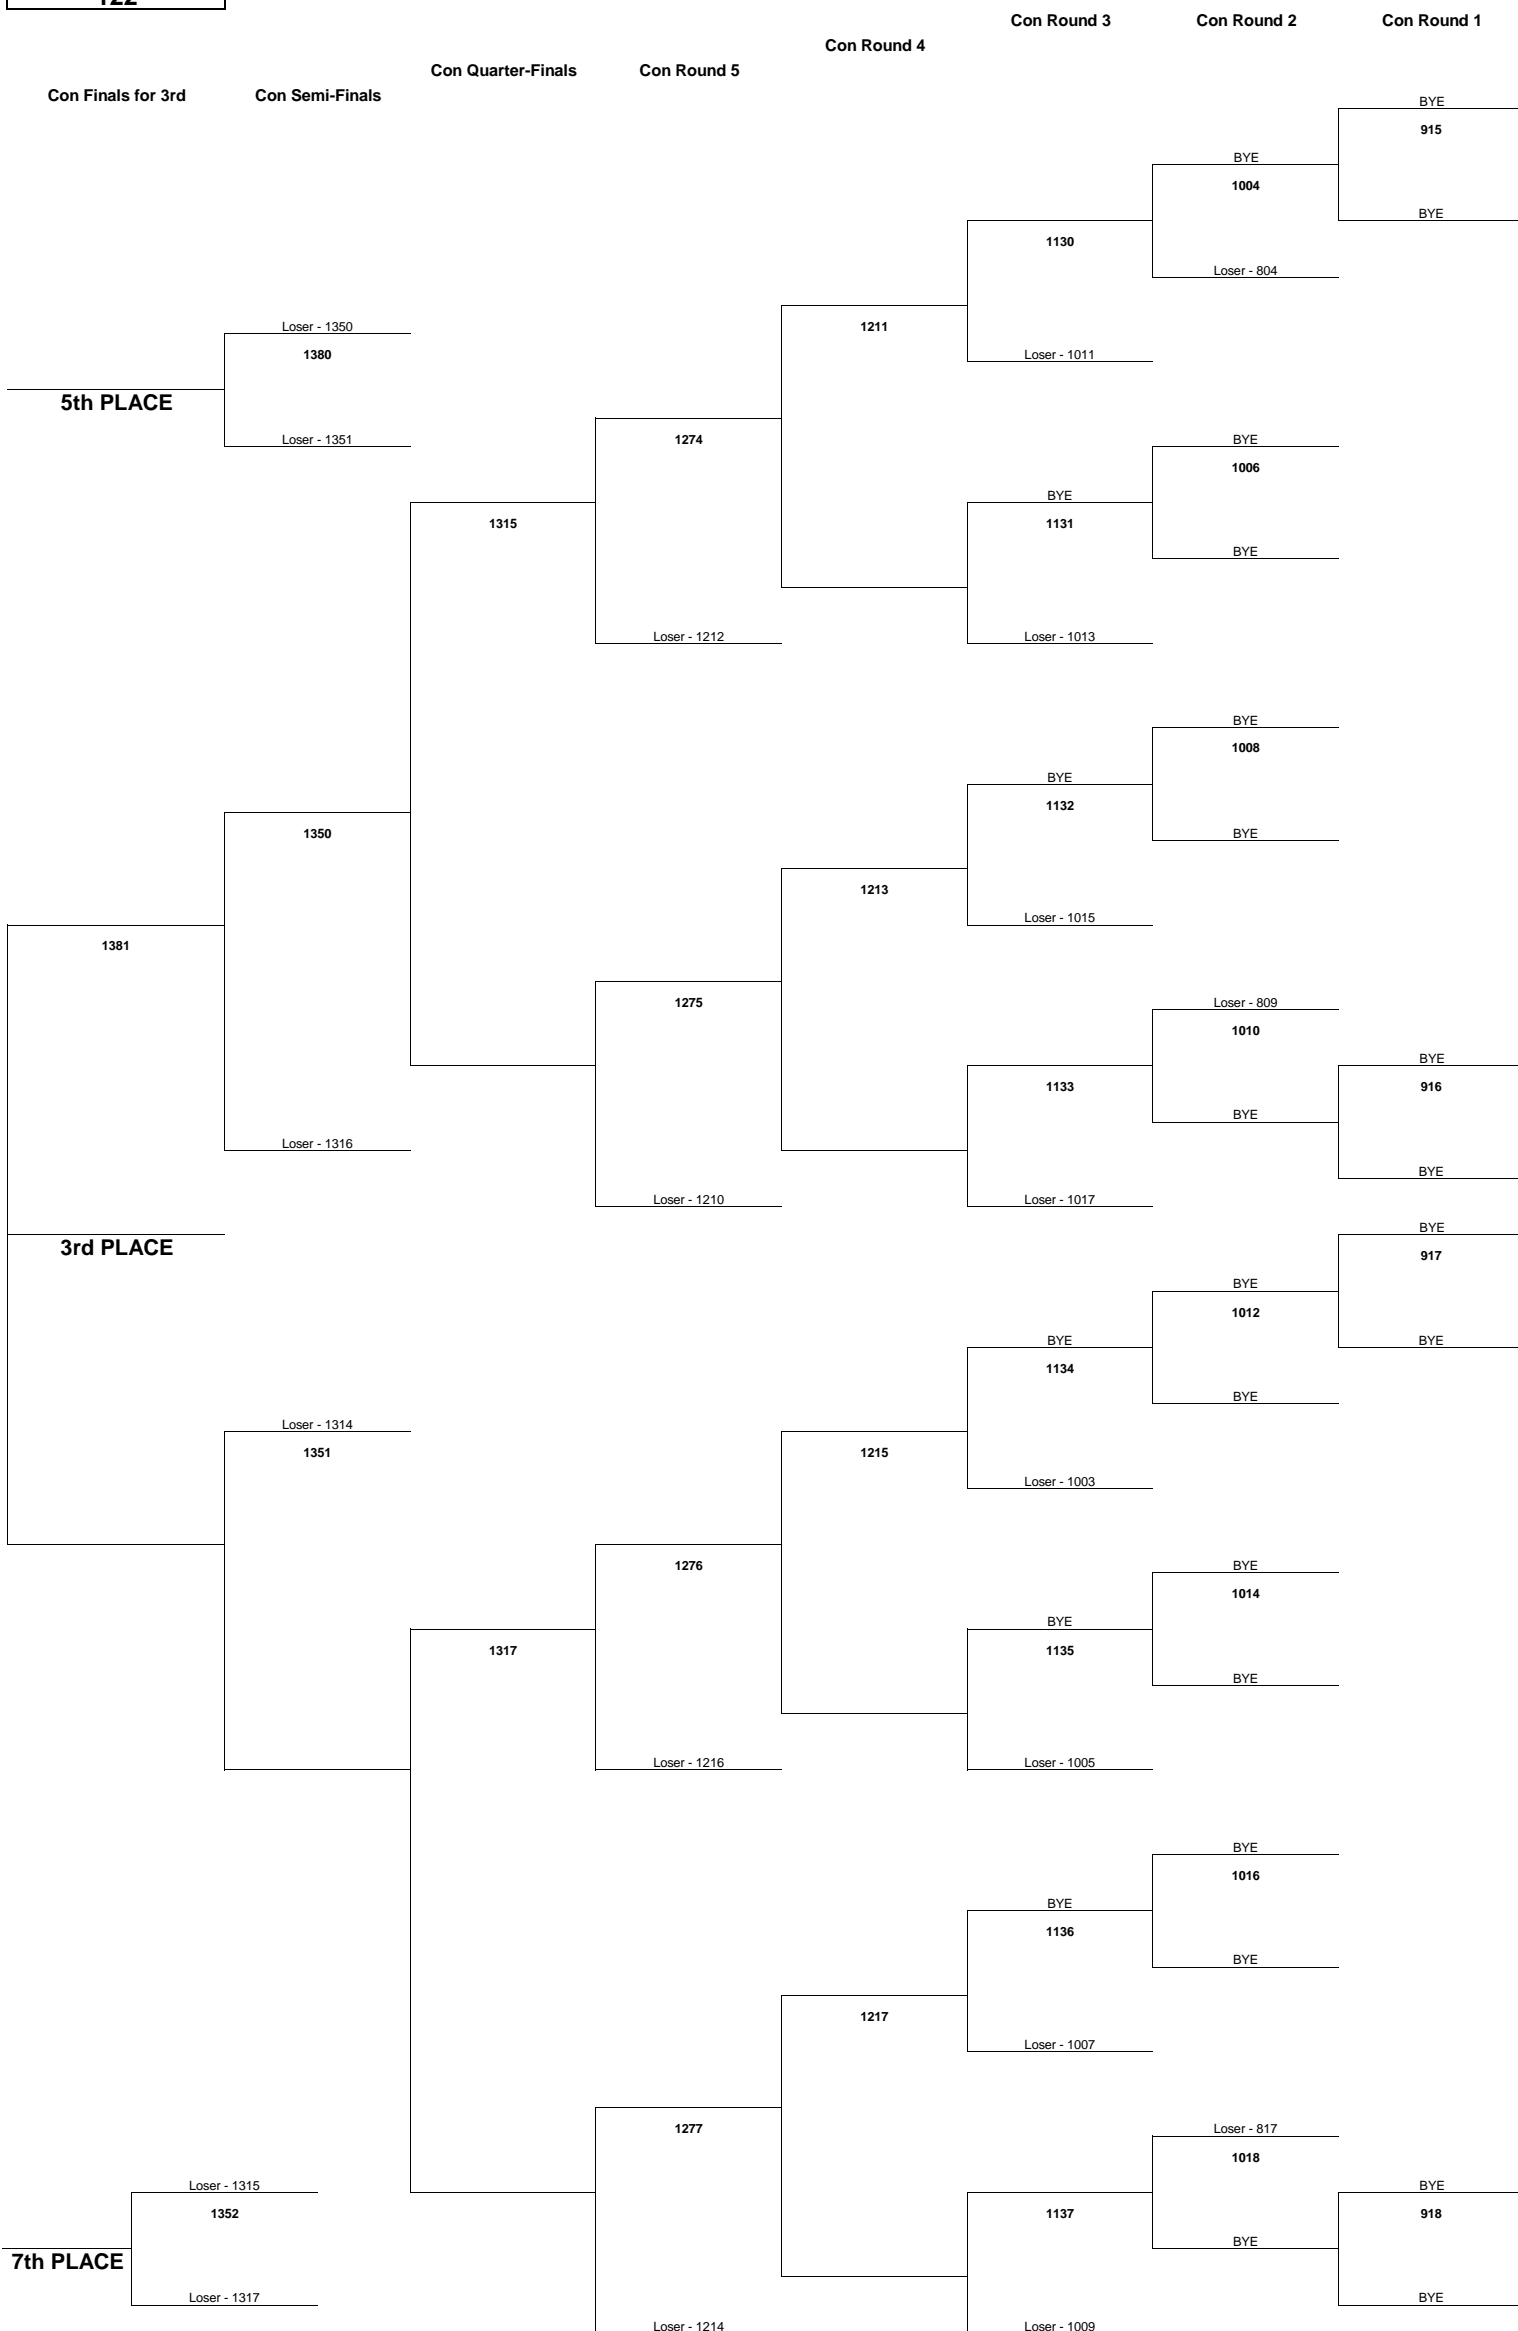 122
Con Round 3 Con Round 2 Con Round 1
Con Round 4
Con Quarter-Finals Con Round 5
Con Finals for 3rd Con Semi-Finals
BYE
915
BYE
1004
BYE
1130
Loser - 804
Loser - 1350
1211
1380
Loser - 1011
5th PLACE
Loser - 1351
1274
BYE
1006
BYE
1315
1131
BYE
Loser - 1212
Loser - 1013
BYE
1008
BYE
1132
1350
BYE
1213
Loser - 1015
1381
1275
Loser - 809
1010
BYE
1133
916
BYE
Loser - 1316
BYE
Loser - 1210
Loser - 1017
BYE
3rd PLACE
917
BYE
1012
BYE
BYE
1134
BYE
Loser - 1314
1351
1215
Loser - 1003
1276
BYE
1014
BYE
1317
1135
BYE
Loser - 1216
Loser - 1005
BYE
1016
BYE
1136
BYE
1217
Loser - 1007
1277
Loser - 817
1018
Loser - 1315
BYE
1352
1137
918
BYE
7th PLACE
Loser - 1317
BYE
Loser - 1214
Loser - 1009